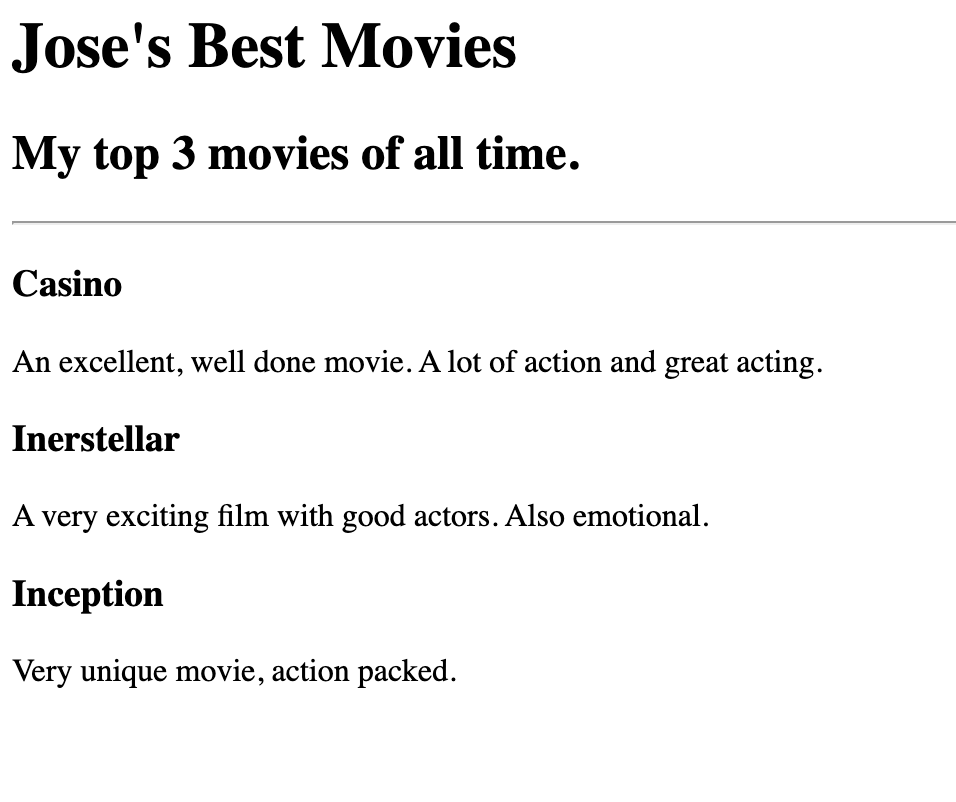 Jose's Best Movies
My top 3 movies of all time.
Casino
An excellent, well done movie. A lot of action and great acting.
Inerstellar
A very exciting film with good actors. Also emotional.
Inception
Very unique movie, action packed.